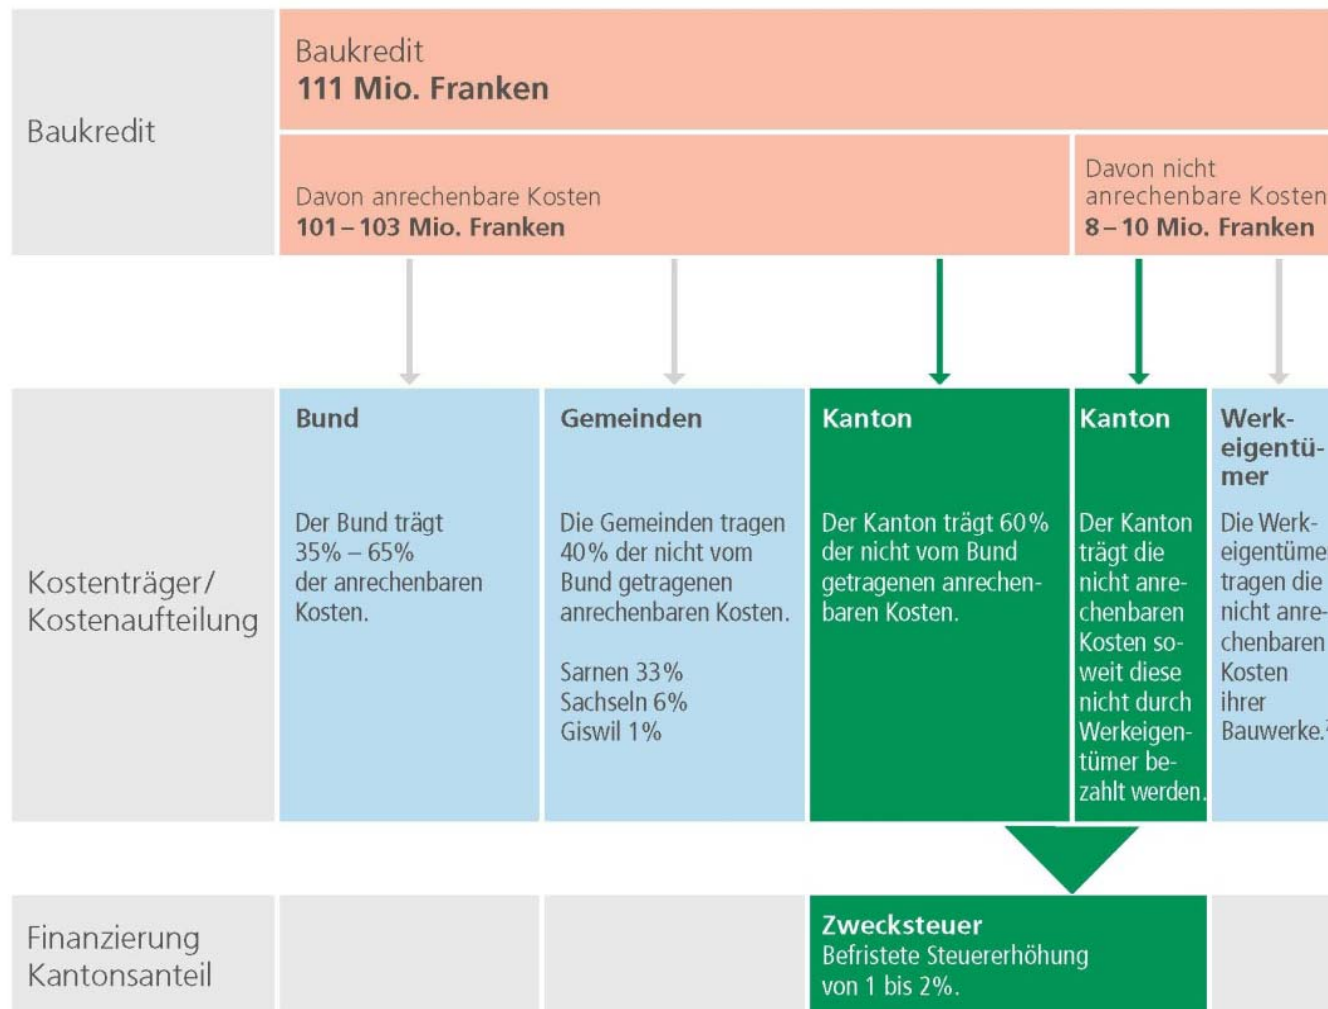 Baukredit
Baukredit
111 Mio. Franken
Davon anrechenbare Kosten
101 – 103 Mio. Franken
Davon nicht
anrechenbare Kosten
8 – 10 Mio. Franken
Kostenträger/
Kostenaufteilung
Bund
Der Bund trägt
35% – 65%
der anrechenbaren
Kosten.
Gemeinden
Die Gemeinden tragen
40% der nicht vom
Bund getragenen
anrechenbaren Kosten.
Sarnen 33%
Sachseln 6%
Giswil 1%
Kanton
Der Kanton trägt 60%
der nicht vom Bund
getragenen anrechen-
baren Kosten.
Kanton
Der Kanton
trägt die
nicht anre-
chenbaren
Kosten so-
weit diese
nicht durch
Werkeigen-
tümer be-
zahlt werden.
Werk-
eigentü-
mer
Die Werk-
tragen die
nicht anre-
chenbaren
Kosten
ihrer
Bauwerke.
Finanzierung
Kantonsanteil
Zwecksteuer
Befristete Steuererhöhung
von 1 bis 2%.